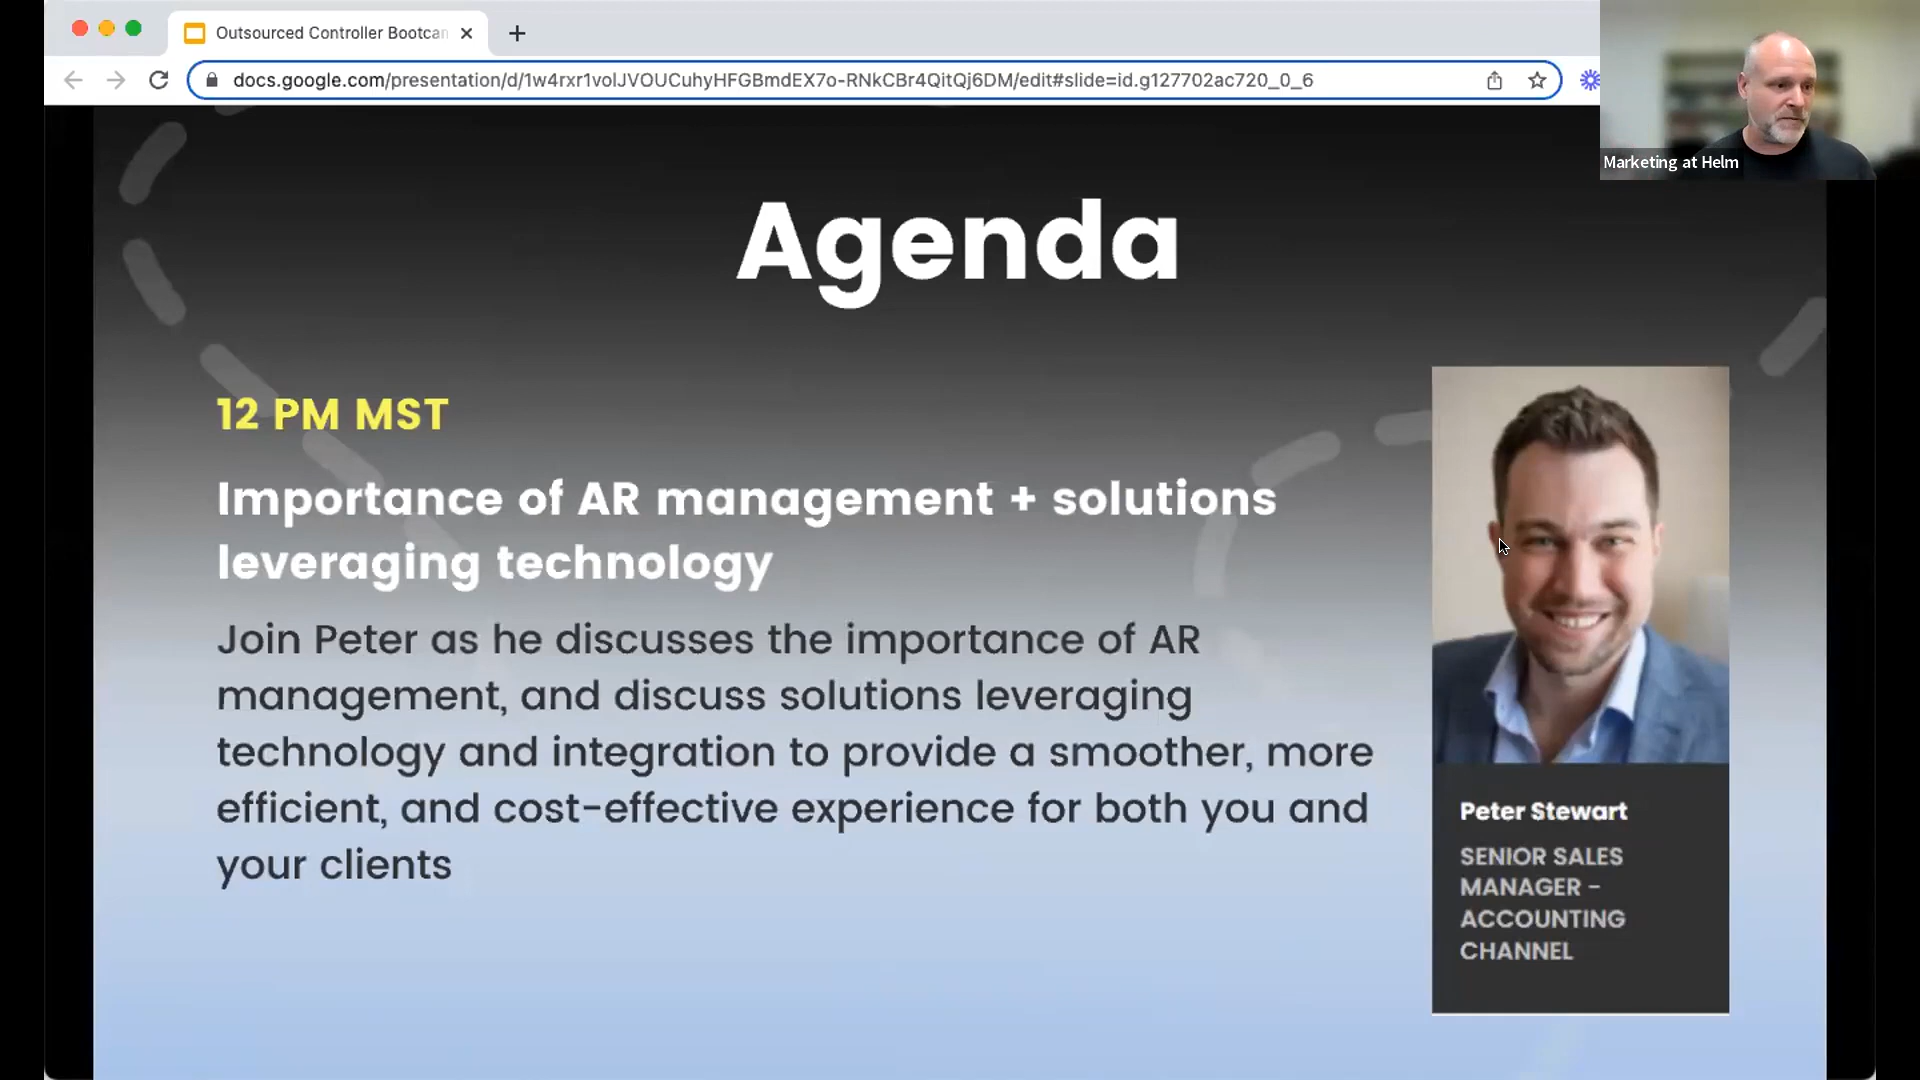 Outsourced Controller Bootcam
docs.google.com/presentation/d/1w4rxr1volJVOUCuhyHFGBmdEX7o-RNkCBr4QitQj6DM/edit#slide=id.g127702ac720_0_6
Marketing at Helm
Agenda
12 PM MST
Importance of AR management + solutions
leveraging technology
Join Peter as he discusses the importance of AR
management, and discuss solutions leveraging
technology and integration to provide a smoother, more
efficient, and cost-effective experience for both you and
your clients
Peter Stewart
SENIOR SALES
MANAGER -
ACCOUNTING
CHANNEL